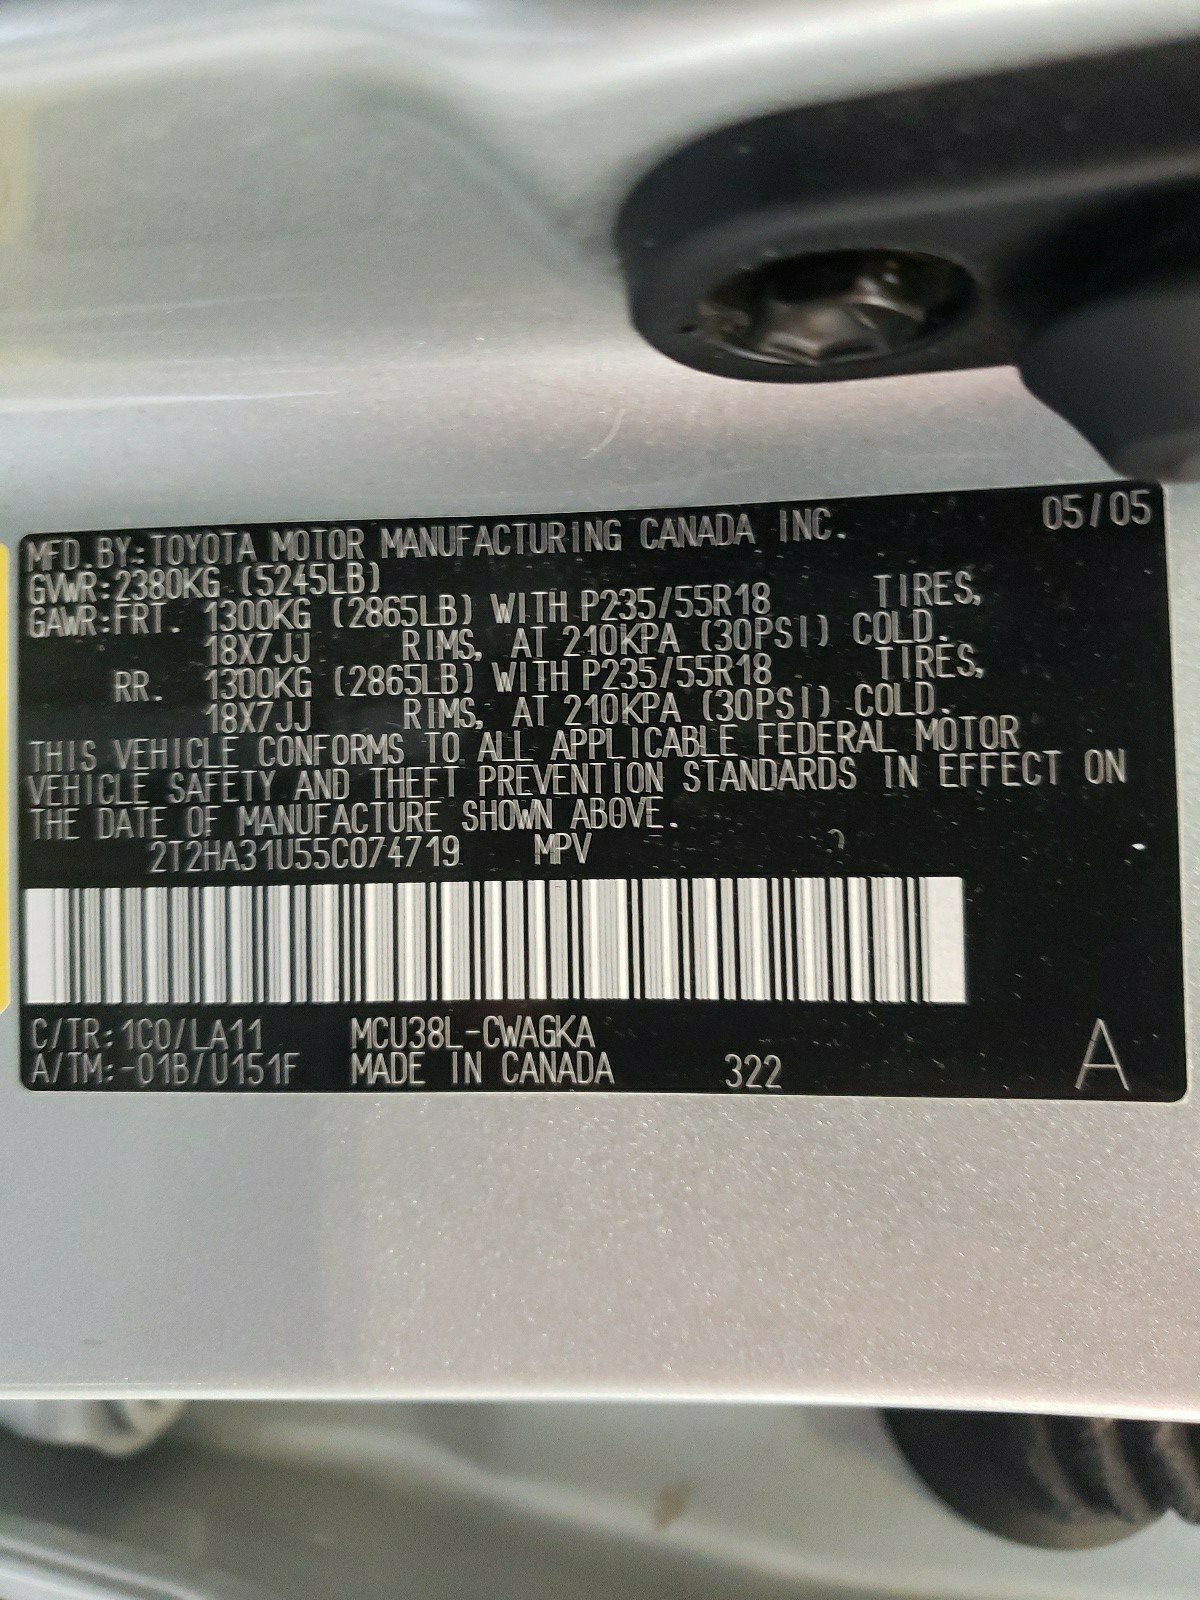 05/05
MFD.BY:TOYOTA MOTOR MANUFACTURING CANADA INC.
GVWR:2380KG (5245LB)
GAWR:FRT. 1300KG (2865LB) WITH P235/55R18 TIRES,
18X7JJ RIMS, AT 210KPA (30PSI) COLD.
RR. 1300KG (2865LB) WITH P235/55R18 TIRES,
18X7JJ RIMS, AT 210KPA (30PSI) COLD.
THIS VEHICLE CONFORMS TO ALL APPLICABLE FEDERAL MOTOR
VEHICLE SAFETY AND THEFT PREVENTION STANDARDS IN EFFECT ON
THE DATE OF MANUFACTURE SHOWN ABOVE.
2T2HA31U55C074719 MPV
C/TR:1C0/LA11 MCU38L-CWAGKA
A/TM:-01B/U151F MADE IN CANADA 322 A